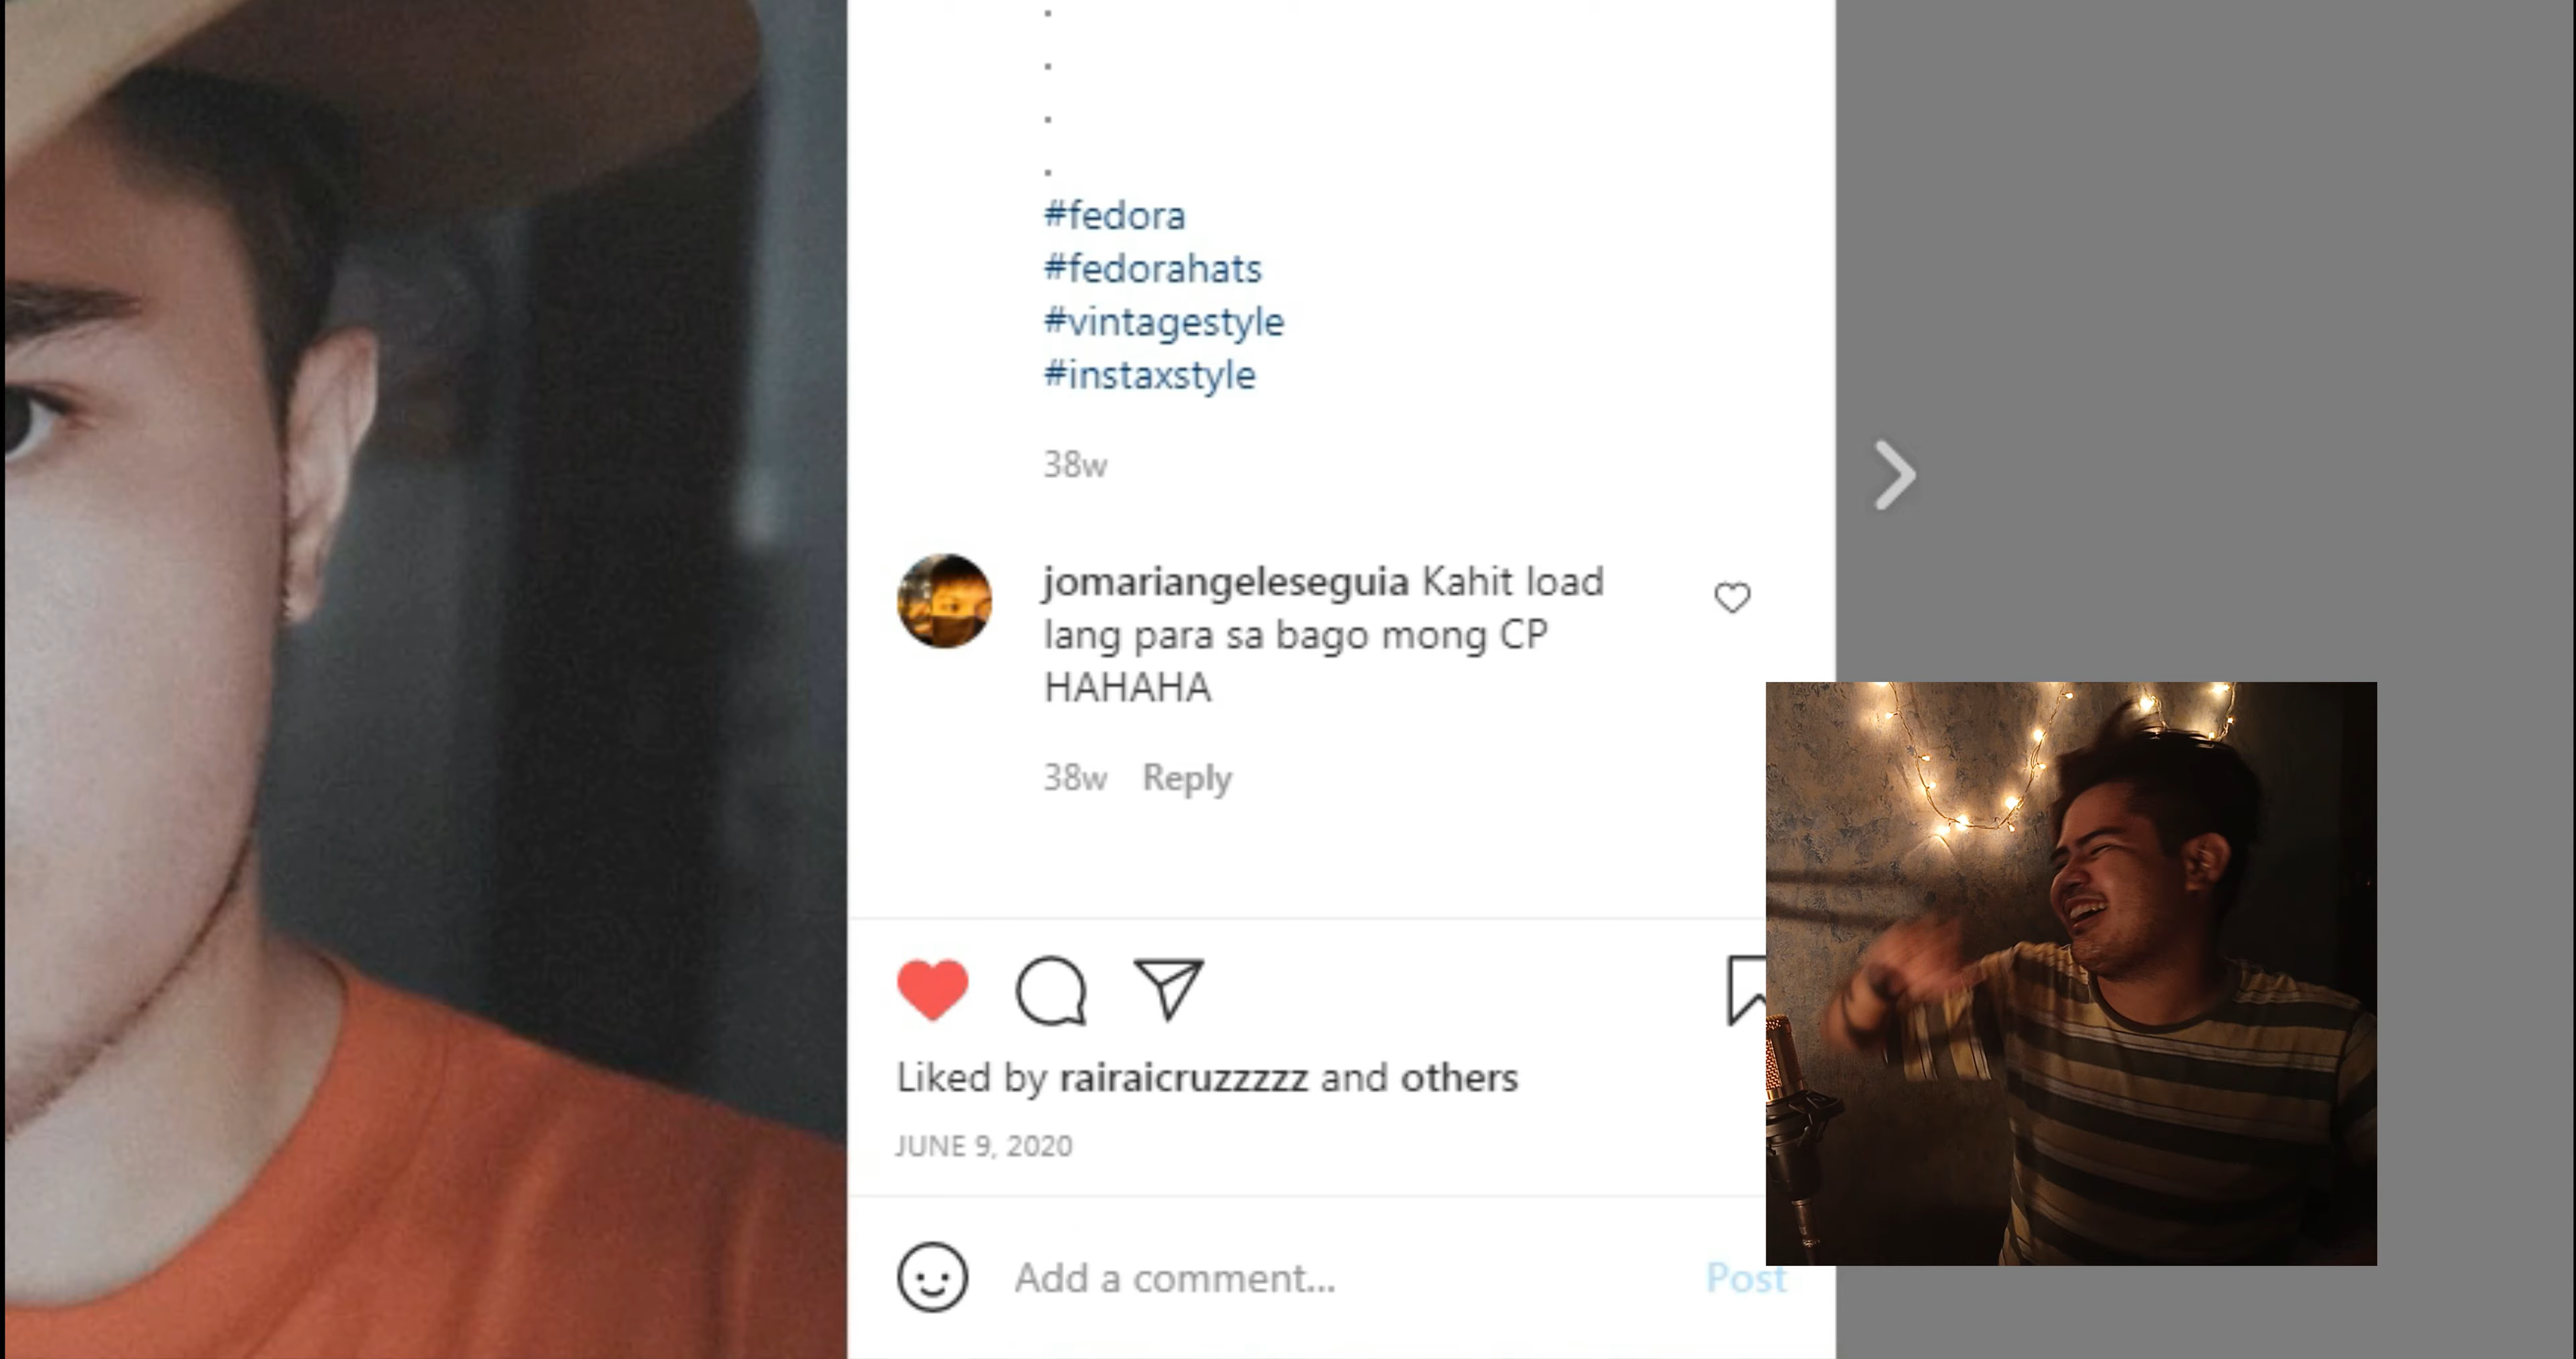 .
.
.
.
#fedora
#fedorahats
#vintagestyle
#instaxstyle
38w
jomariangeleseguia Kahit load
lang para sa bago mong CP
HAHAHA
38w Reply
Liked by rairaicruzzzzz and others
JUNE 9, 2020
Add a comment... Post